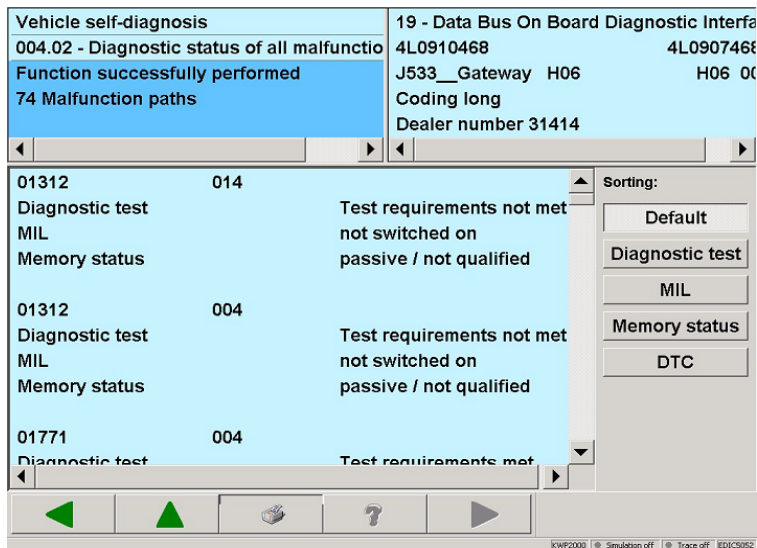 Vehicle self-diagnosis
004.02 - Diagnostic status of all malfunctio
Function successfully performed
74 Malfunction paths
19 - Data Bus On Board Diagnostic Interfa
4L0910468 4L0907468
J533__Gateway H06 H06 00
Coding long
Dealer number 31414
01312 014
Diagnostic test Test requirements not met
MIL not switched on
Memory status passive / not qualified
01312 004
Diagnostic test Test requirements not met
MIL not switched on
Memory status passive / not qualified
01771 004
Diagnostic test Test requirements met
Sorting:
Default
Diagnostic test
MIL
Memory status
DTC
?
KWP2000 Simulation off Trace off EDIC5052